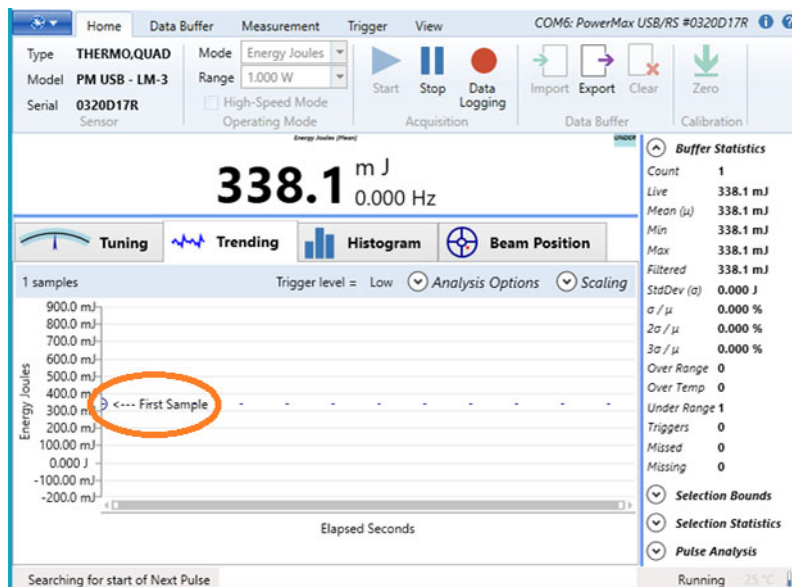 Home Data Buffer Measurement Trigger View COM6: PowerMax USB/RS #0320D17R
Type THERMO,QUAD
Model PM USB - LM-3
Serial 0320D17R
Sensor
Mode Energy Joules
Range 1.000 W
High-Speed Mode
Operating Mode
Start Stop Data Logging
Acquisition
Import Export Clear
Data Buffer
Zero
Calibration
Energy Joules (Mean)
UNDER
338.1 m J
0.000 Hz
Tuning Trending Histogram Beam Position
1 samples Trigger level = Low Analysis Options Scaling
Energy Joules
900.0 mJ
800.0 mJ
700.0 mJ
600.0 mJ
500.0 mJ
400.0 mJ
300.0 mJ
200.0 mJ
100.00 mJ
0.000 J
-100.00 mJ
-200.0 mJ
<--- First Sample
Elapsed Seconds
Buffer Statistics
Count 1
Live 338.1 mJ
Mean (μ) 338.1 mJ
Min 338.1 mJ
Max 338.1 mJ
Filtered 338.1 mJ
StdDev (σ) 0.000 J
σ / μ 0.000 %
2σ / μ 0.000 %
3σ / μ 0.000 %
Over Range 0
Over Temp 0
Under Range 1
Triggers 0
Missed 0
Missing 0
Selection Bounds
Selection Statistics
Pulse Analysis
Searching for start of Next Pulse Running 25 °C